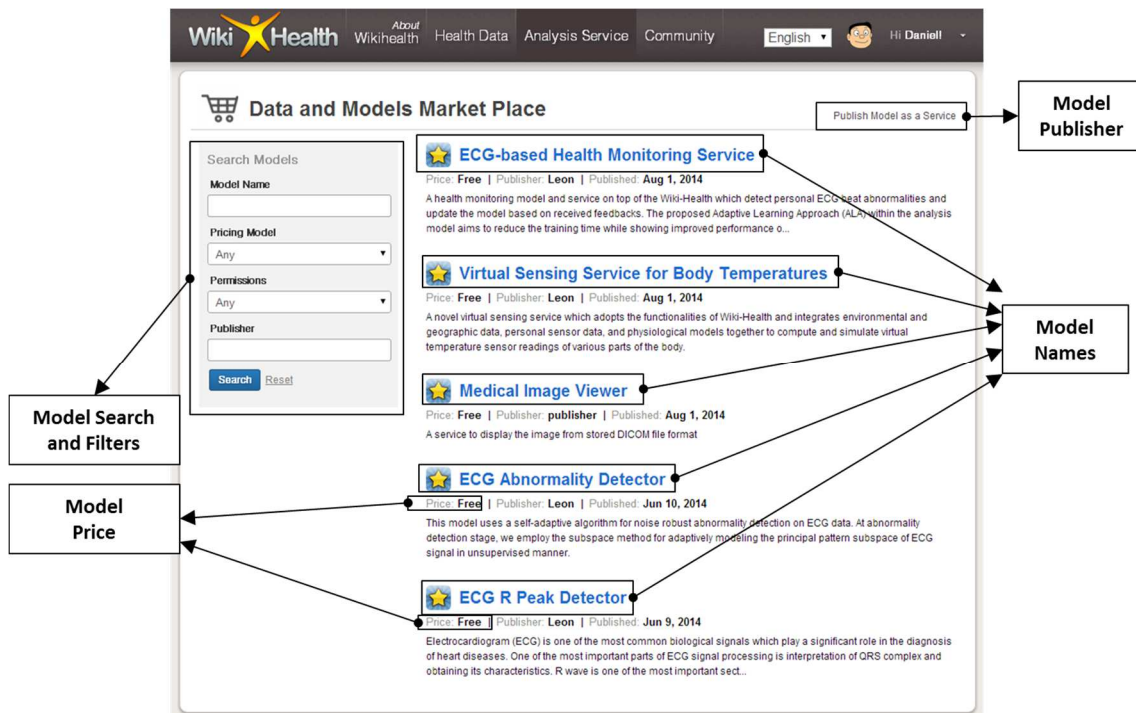 Wiki Health
About
Wikihealth
Health Data
Analysis Service
Community
English
Hi Daniell
Data and Models Market Place
Publish Model as a Service
Model
Publisher
Search Models
Model Name
Pricing Model
Any
Permissions
Any
Publisher
Search Reset
Model Search
and Filters
Model
Price
ECG-based Health Monitoring Service
Price: Free | Publisher: Leon | Published: Aug 1, 2014
A health monitoring model and service on top of the Wiki-Health which detect personal ECG beat abnormalities and
update the model based on received feedbacks. The proposed Adaptive Learning Approach (ALA) within the analysis
model aims to reduce the training time while showing improved performance o...
Virtual Sensing Service for Body Temperatures
Price: Free | Publisher: Leon | Published: Aug 1, 2014
A novel virtual sensing service which adopts the functionalities of Wiki-Health and integrates environmental and
geographic data, personal sensor data, and physiological models together to compute and simulate virtual
temperature sensor readings of various parts of the body.
Medical Image Viewer
Price: Free | Publisher: publisher | Published: Aug 1, 2014
A service to display the image from stored DICOM file format
ECG Abnormality Detector
Price: Free | Publisher: Leon | Published: Jun 10, 2014
This model uses a self-adaptive algorithm for noise robust abnormality detection on ECG data. At abnormality
detection stage, we employ the subspace method for adaptively modeling the principal pattern subspace of ECG
signal in unsupervised manner.
ECG R Peak Detector
Price: Free | Publisher: Leon | Published: Jun 9, 2014
Electrocardiogram (ECG) is one of the most common biological signals which play a significant role in the diagnosis
of heart diseases. One of the most important parts of ECG signal processing is interpretation of QRS complex and
obtaining its characteristics. R wave is one of the most important sect...
Model
Names